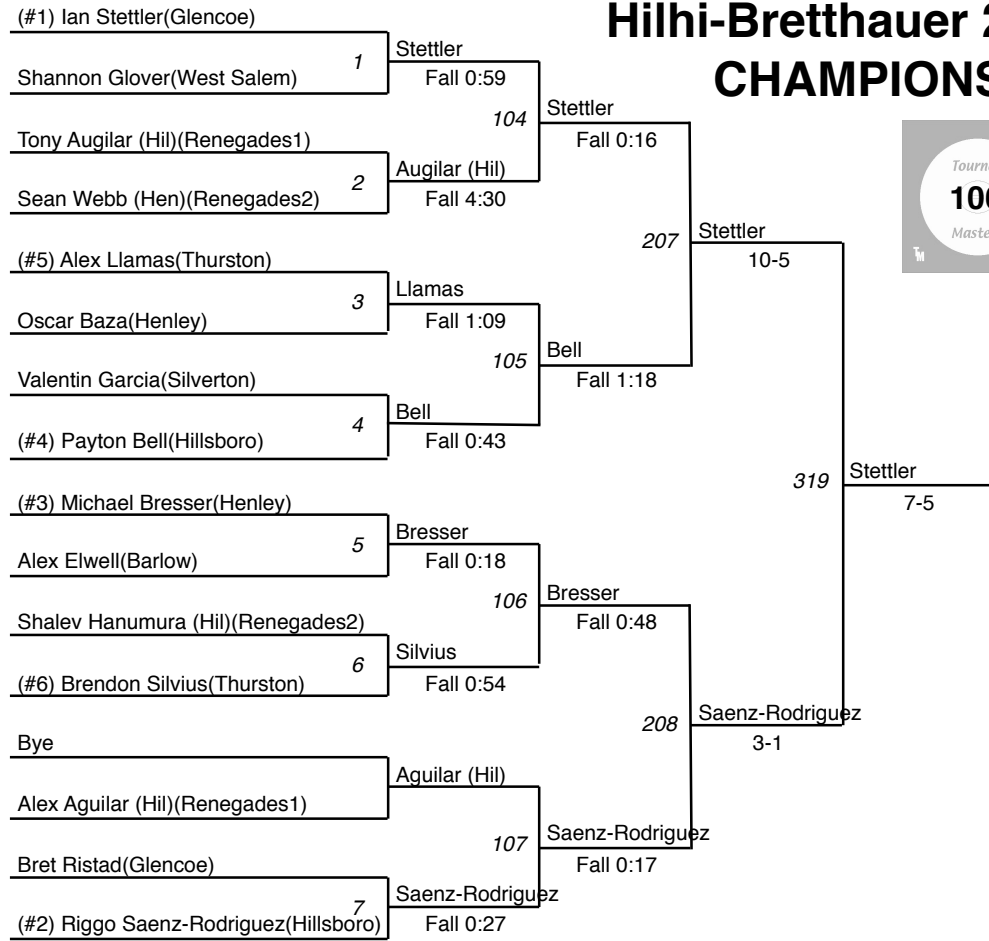 Hilhi-Bretthauer
CHAMPIONS
(#1) Ian Stettler(Glencoe)
1
Stettler
Fall 0:59
Shannon Glover(West Salem)
104
Stettler
Fall 0:16
Tony Augilar (Hil)(Renegades1)
2
Augilar (Hil)
Fall 4:30
Sean Webb (Hen)(Renegades2)
207
Stettler
10-5
(#5) Alex Llamas(Thurston)
3
Llamas
Fall 1:09
Oscar Baza(Henley)
105
Bell
Fall 1:18
Valentin Garcia(Silverton)
4
Bell
Fall 0:43
(#4) Payton Bell(Hillsboro)
319
Stettler
7-5
(#3) Michael Bresser(Henley)
5
Bresser
Fall 0:18
Alex Elwell(Barlow)
106
Bresser
Fall 0:48
Shalev Hanumura (Hil)(Renegades2)
6
Silvius
Fall 0:54
(#6) Brendon Silvius(Thurston)
208
Saenz-Rodriguez
3-1
Bye
Aguilar (Hil)
Alex Aguilar (Hil)(Renegades1)
107
Saenz-Rodriguez
Fall 0:17
Bret Ristad(Glencoe)
7
Saenz-Rodriguez
Fall 0:27
(#2) Riggo Saenz-Rodriguez(Hillsboro)
Tourn
100
Maste
TM